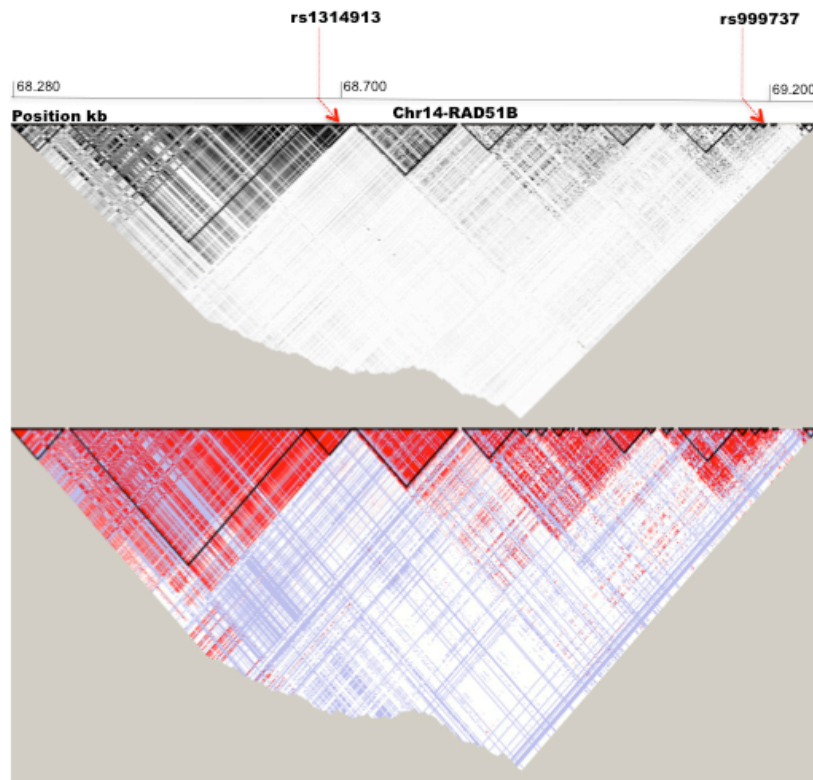 rs1314913
rs999737
68.280
68.700
69.200
Position kb
Chr14-RAD51B